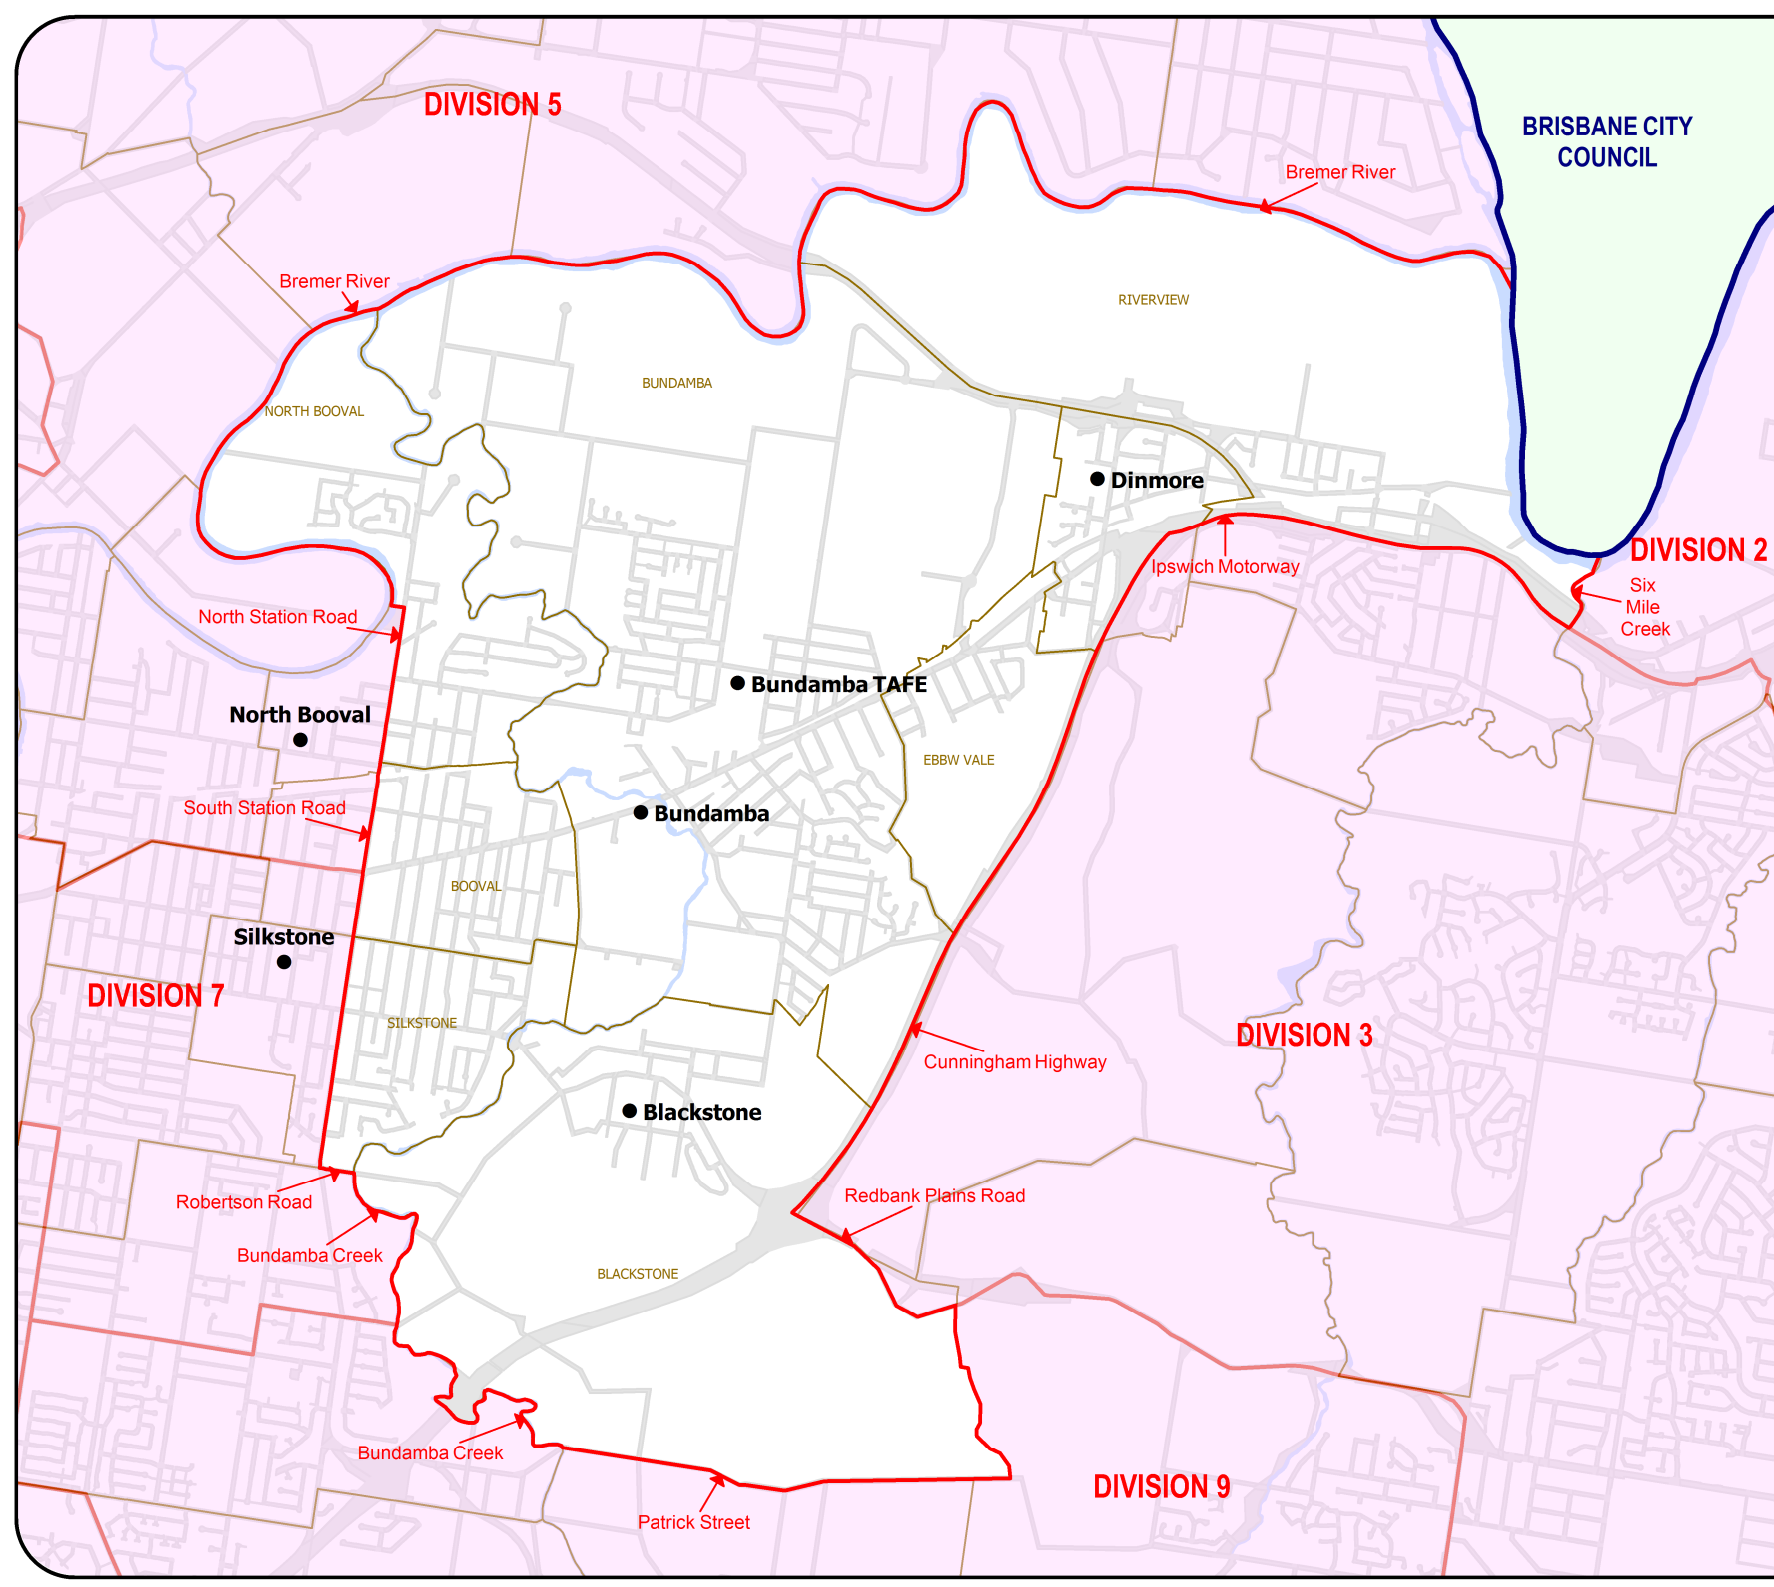 DIVISION 5
BRISBANE CITY
COUNCIL
Bremer River
Bremer River
RIVERVIEW
BUNDAMBA
NORTH BOOVAL
Dinmore
DIVISION 2
Ipswich Motorway
Six
Mile
Creek
North Station Road
Bundamba TAFE
North Booval
EBBW VALE
South Station Road
Bundamba
BOOVAL
Silkstone
DIVISION 7
SILKSTONE
DIVISION 3
Cunningham Highway
Blackstone
Redbank Plains Road
Robertson Road
Bundamba Creek
BLACKSTONE
Bundamba Creek
DIVISION 9
Patrick Street